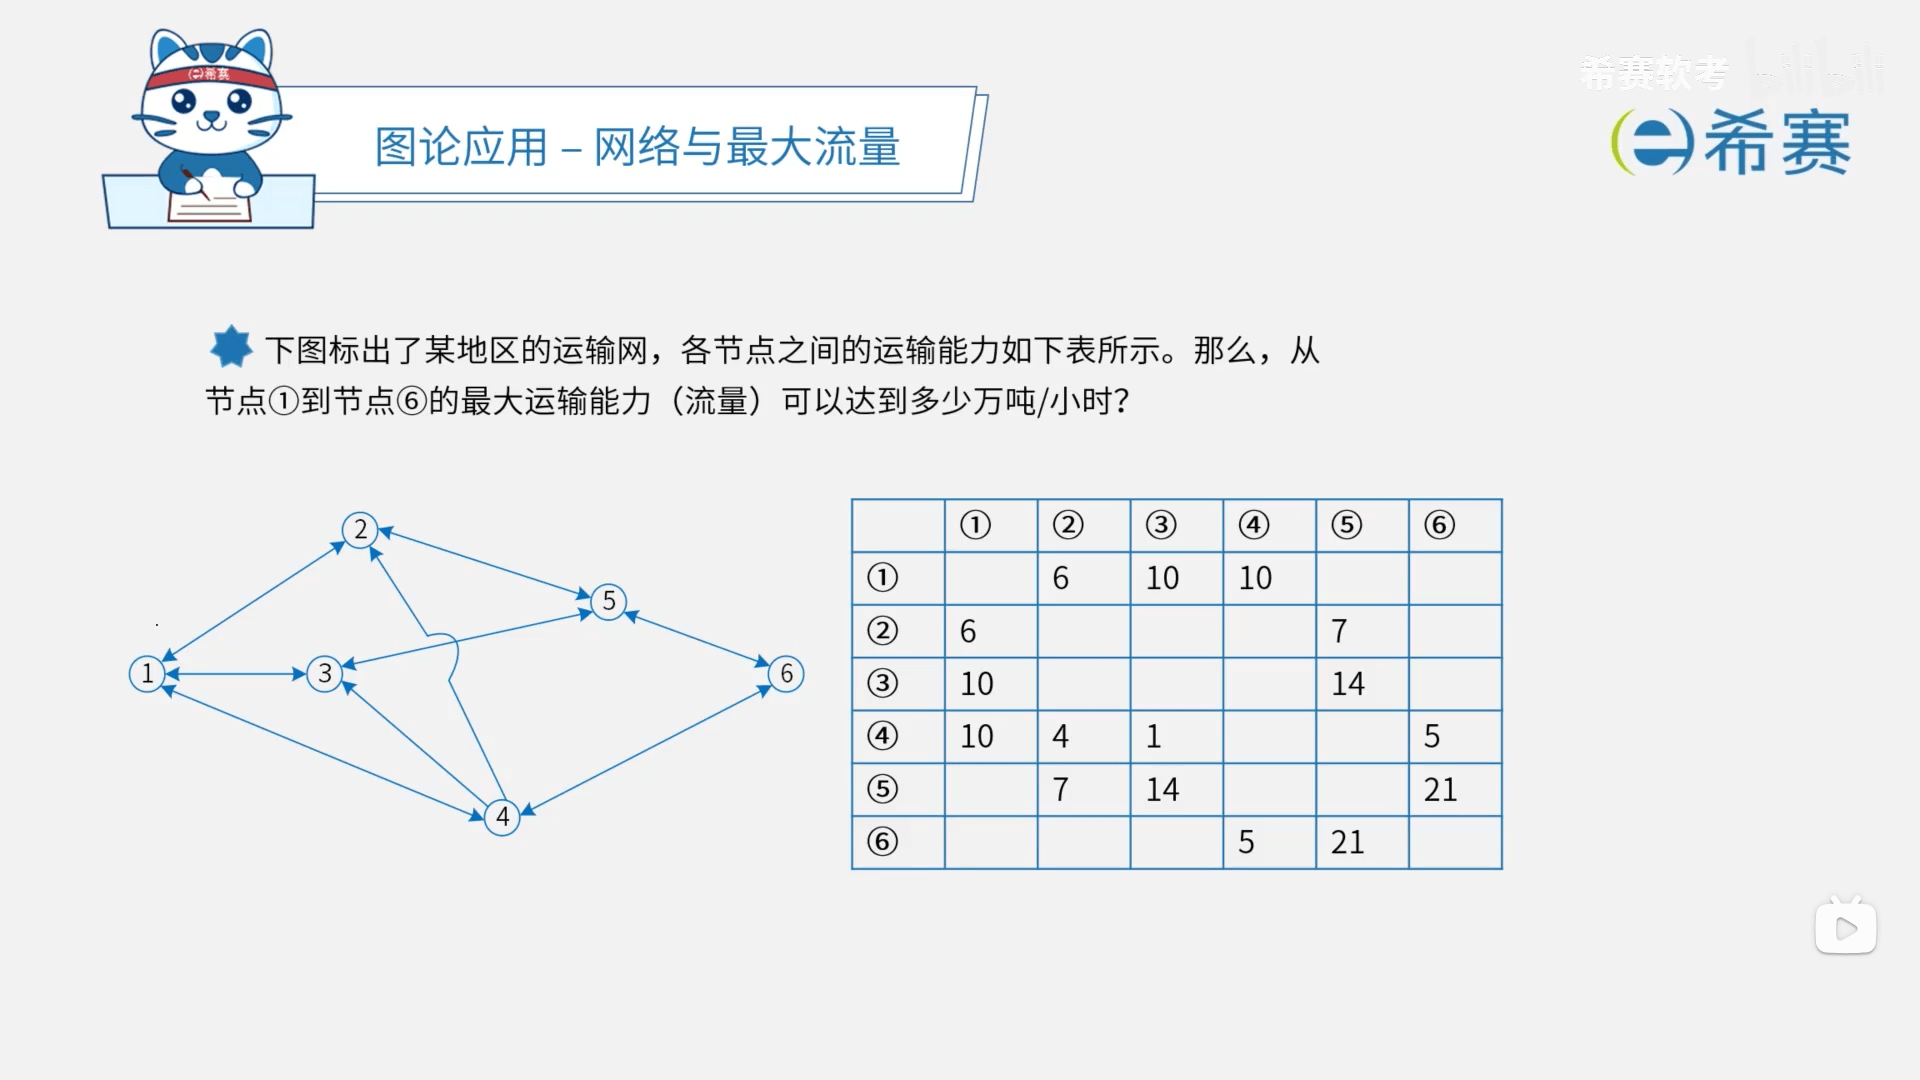 希赛
希赛软考 bilibili
希赛
图论应用 – 网络与最大流量
下图标出了某地区的运输网，各节点之间的运输能力如下表所示。那么，从
节点①到节点⑥的最大运输能力（流量）可以达到多少万吨/小时？
2
5
1
3
6
4
① ② ③ ④ ⑤ ⑥
① 6 10 10
② 6 7
③ 10 14
④ 10 4 1 5
⑤ 7 14 21
⑥ 5 21